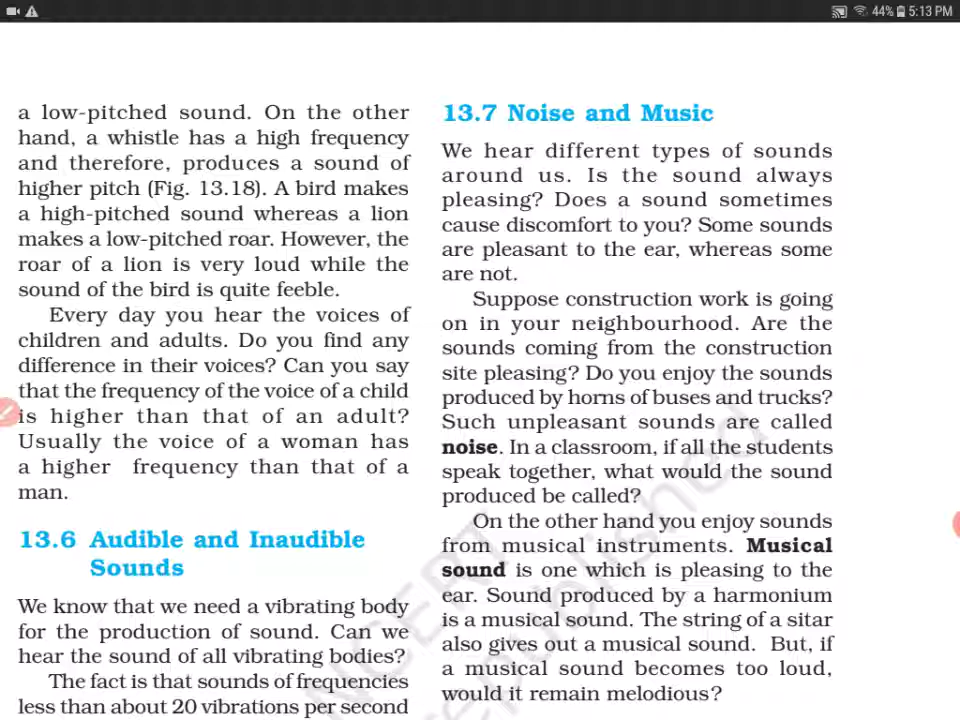 44% 5:13 PM
a low-pitched sound. On the other
hand, a whistle has a high frequency
and therefore, produces a sound of
higher pitch (Fig. 13.18). A bird makes
a high-pitched sound whereas a lion
makes a low-pitched roar. However, the
roar of a lion is very loud while the
sound of the bird is quite feeble.
Every day you hear the voices of
children and adults. Do you find any
difference in their voices? Can you say
that the frequency of the voice of a child
is higher than that of an adult?
Usually the voice of a woman has
a higher frequency than that of a
man.
13.6 Audible and Inaudible
Sounds
We know that we need a vibrating body
for the production of sound. Can we
hear the sound of all vibrating bodies?
The fact is that sounds of frequencies
less than about 20 vibrations per second
13.7 Noise and Music
We hear different types of sounds
around us. Is the sound always
pleasing? Does a sound sometimes
cause discomfort to you? Some sounds
are pleasant to the ear, whereas some
are not.
Suppose construction work is going
on in your neighbourhood. Are the
sounds coming from the construction
site pleasing? Do you enjoy the sounds
produced by horns of buses and trucks?
Such unpleasant sounds are called
noise. In a classroom, if all the students
speak together, what would the sound
produced be called?
On the other hand you enjoy sounds
from musical instruments. Musical
sound is one which is pleasing to the
ear. Sound produced by a harmonium
is a musical sound. The string of a sitar
also gives out a musical sound. But, if
a musical sound becomes too loud,
would it remain melodious?
NCERT
republished